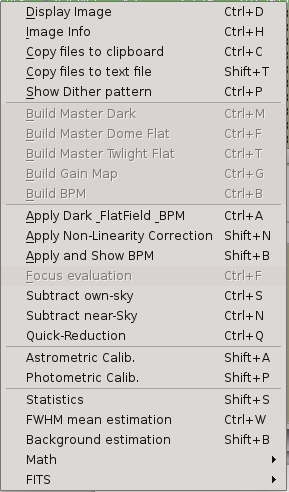 Display Image Ctrl+D
Image Info Ctrl+H
Copy files to clipboard Ctrl+C
Copy files to text file Shift+T
Show Dither pattern Ctrl+P
Build Master Dark Ctrl+M
Build Master Dome Flat Ctrl+F
Build Master Twlight Flat Ctrl+T
Build Gain Map Ctrl+G
Build BPM Ctrl+B
Apply Dark_FlatField_BPM Ctrl+A
Apply Non-Linearity Correction Shift+N
Apply and Show BPM Shift+B
Focus evaluation Ctrl+F
Subtract own-sky Ctrl+S
Subtract near-Sky Ctrl+N
Quick-Reduction Ctrl+Q
Astrometric Calib. Shift+A
Photometric Calib. Shift+P
Statistics Shift+S
FWHM mean estimation Ctrl+W
Background estimation Shift+B
Math
FITS